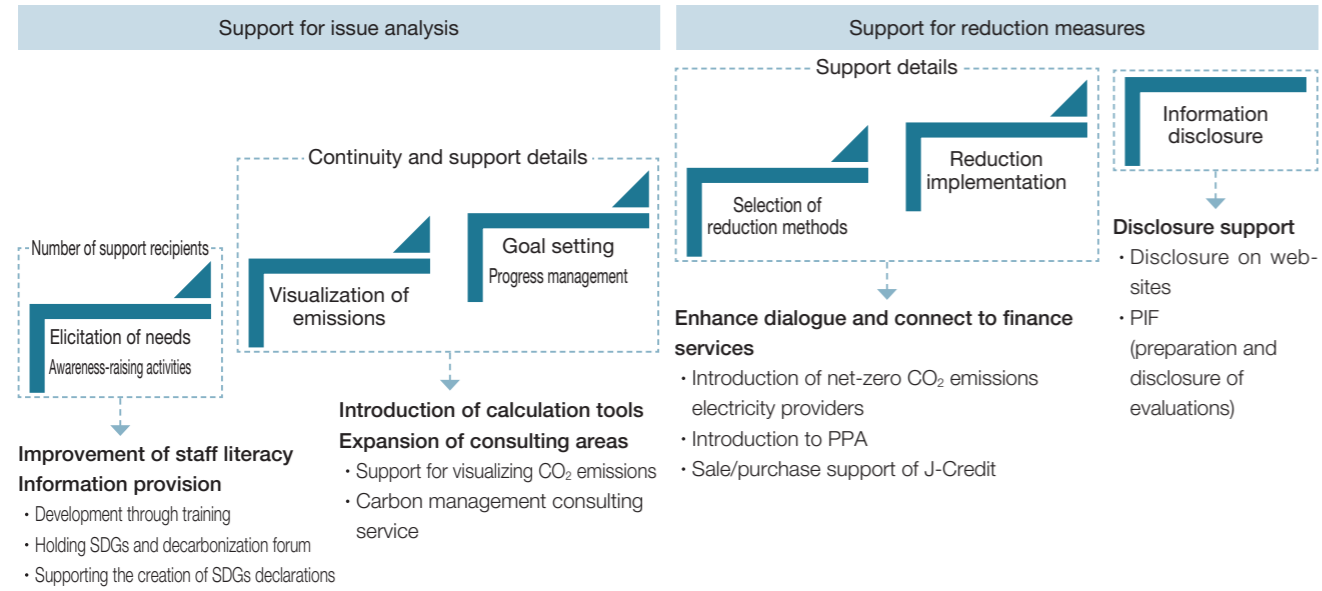 Support for issue analysis
Number of support recipients
Elicitation of needs
Awareness-raising activities
Improvement of staff literacy
Information provision
・Development through training
・Holding SDGs and decarbonization forum
・Supporting the creation of SDGs declarations
Continuity and support details
Visualization of
emissions
Goal setting
Progress management
Introduction of calculation tools
Expansion of consulting areas
・Support for visualizing CO₂ emissions
・Carbon management consulting
service
Support for reduction measures
Support details
Selection of
reduction methods
Reduction
implementation
Enhance dialogue and connect to finance
services
・Introduction of net-zero CO₂ emissions
electricity providers
・Introduction to PPA
・Sale/purchase support of J-Credit
Information
disclosure
Disclosure support
・Disclosure on web-
sites
・PIF
(preparation and
disclosure of
evaluations)